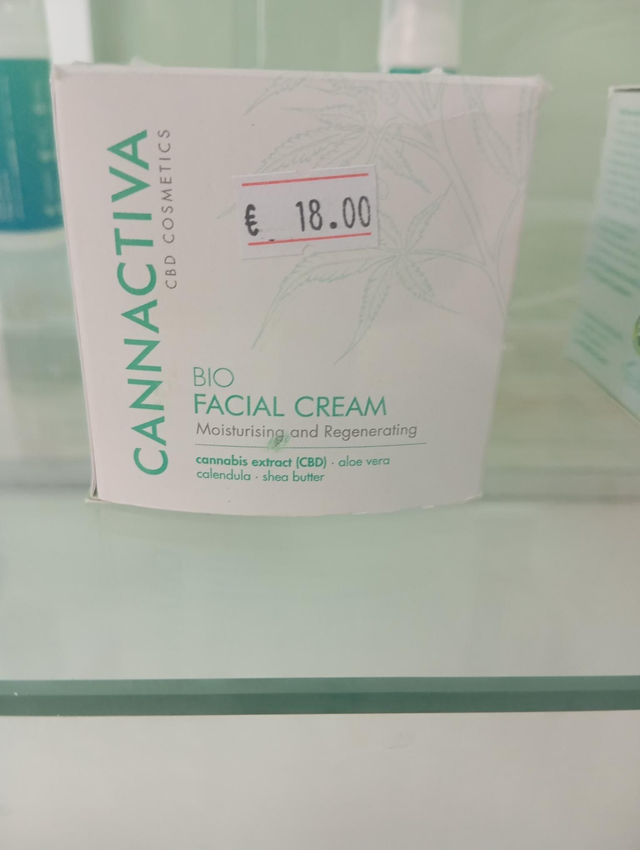 CANNACTIVA
CBD COSMETICS
€ 18.00
BIO
FACIAL CREAM
Moisturising and Regenerating
cannabis extract (CBD) · aloe vera
calendula · shea butter